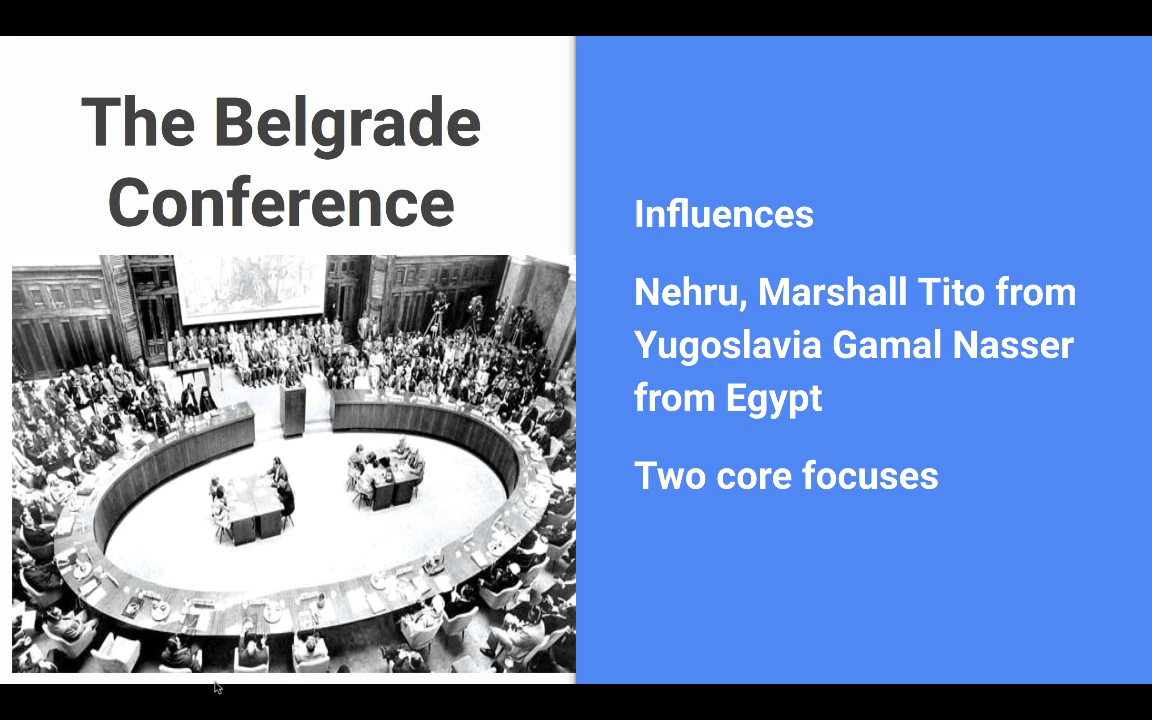 The Belgrade
Conference
Influences
Nehru, Marshall Tito from
Yugoslavia Gamal Nasser
from Egypt
Two core focuses